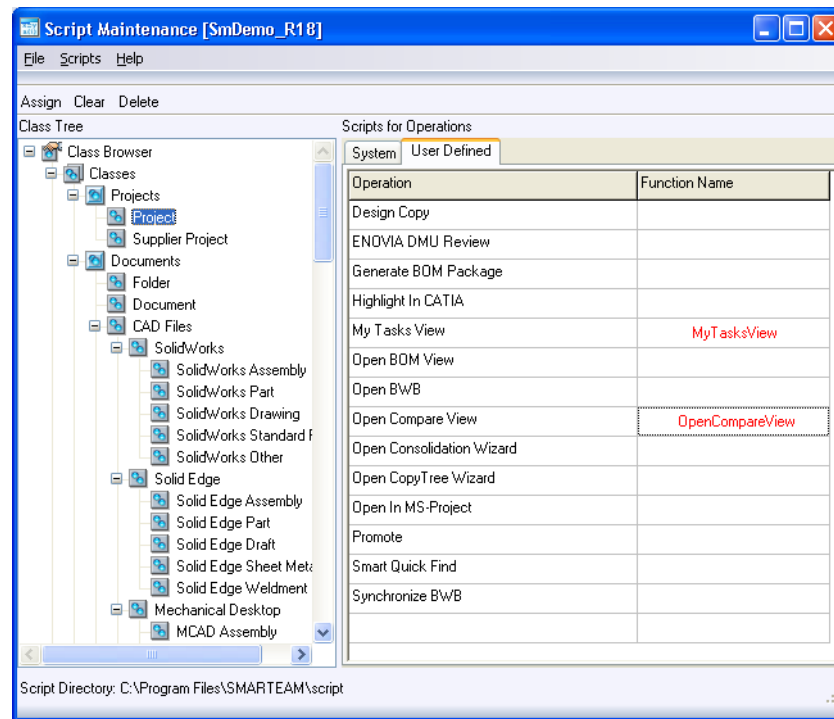 Script Maintenance [SmDemo_R18]
File Scripts Help
Assign Clear Delete
Class Tree
Class Browser
Classes
Projects
Project
Supplier Project
Documents
Folder
Document
CAD Files
SolidWorks
SolidWorks Assembly
SolidWorks Part
SolidWorks Drawing
SolidWorks Standard
SolidWorks Other
Solid Edge
Solid Edge Assembly
Solid Edge Part
Solid Edge Draft
Solid Edge Sheet Meta
Solid Edge Weldment
Mechanical Desktop
MCAD Assembly
Scripts for Operations
System User Defined
Operation Function Name
Design Copy
ENOVIA DMU Review
Generate BOM Package
Highlight In CATIA
My Tasks View MyTasksView
Open BOM View
Open BWB
Open Compare View OpenCompareView
Open Consolidation Wizard
Open CopyTree Wizard
Open In MS-Project
Promote
Smart Quick Find
Synchronize BWB
Script Directory: C:\Program Files\SMARTEAM\script